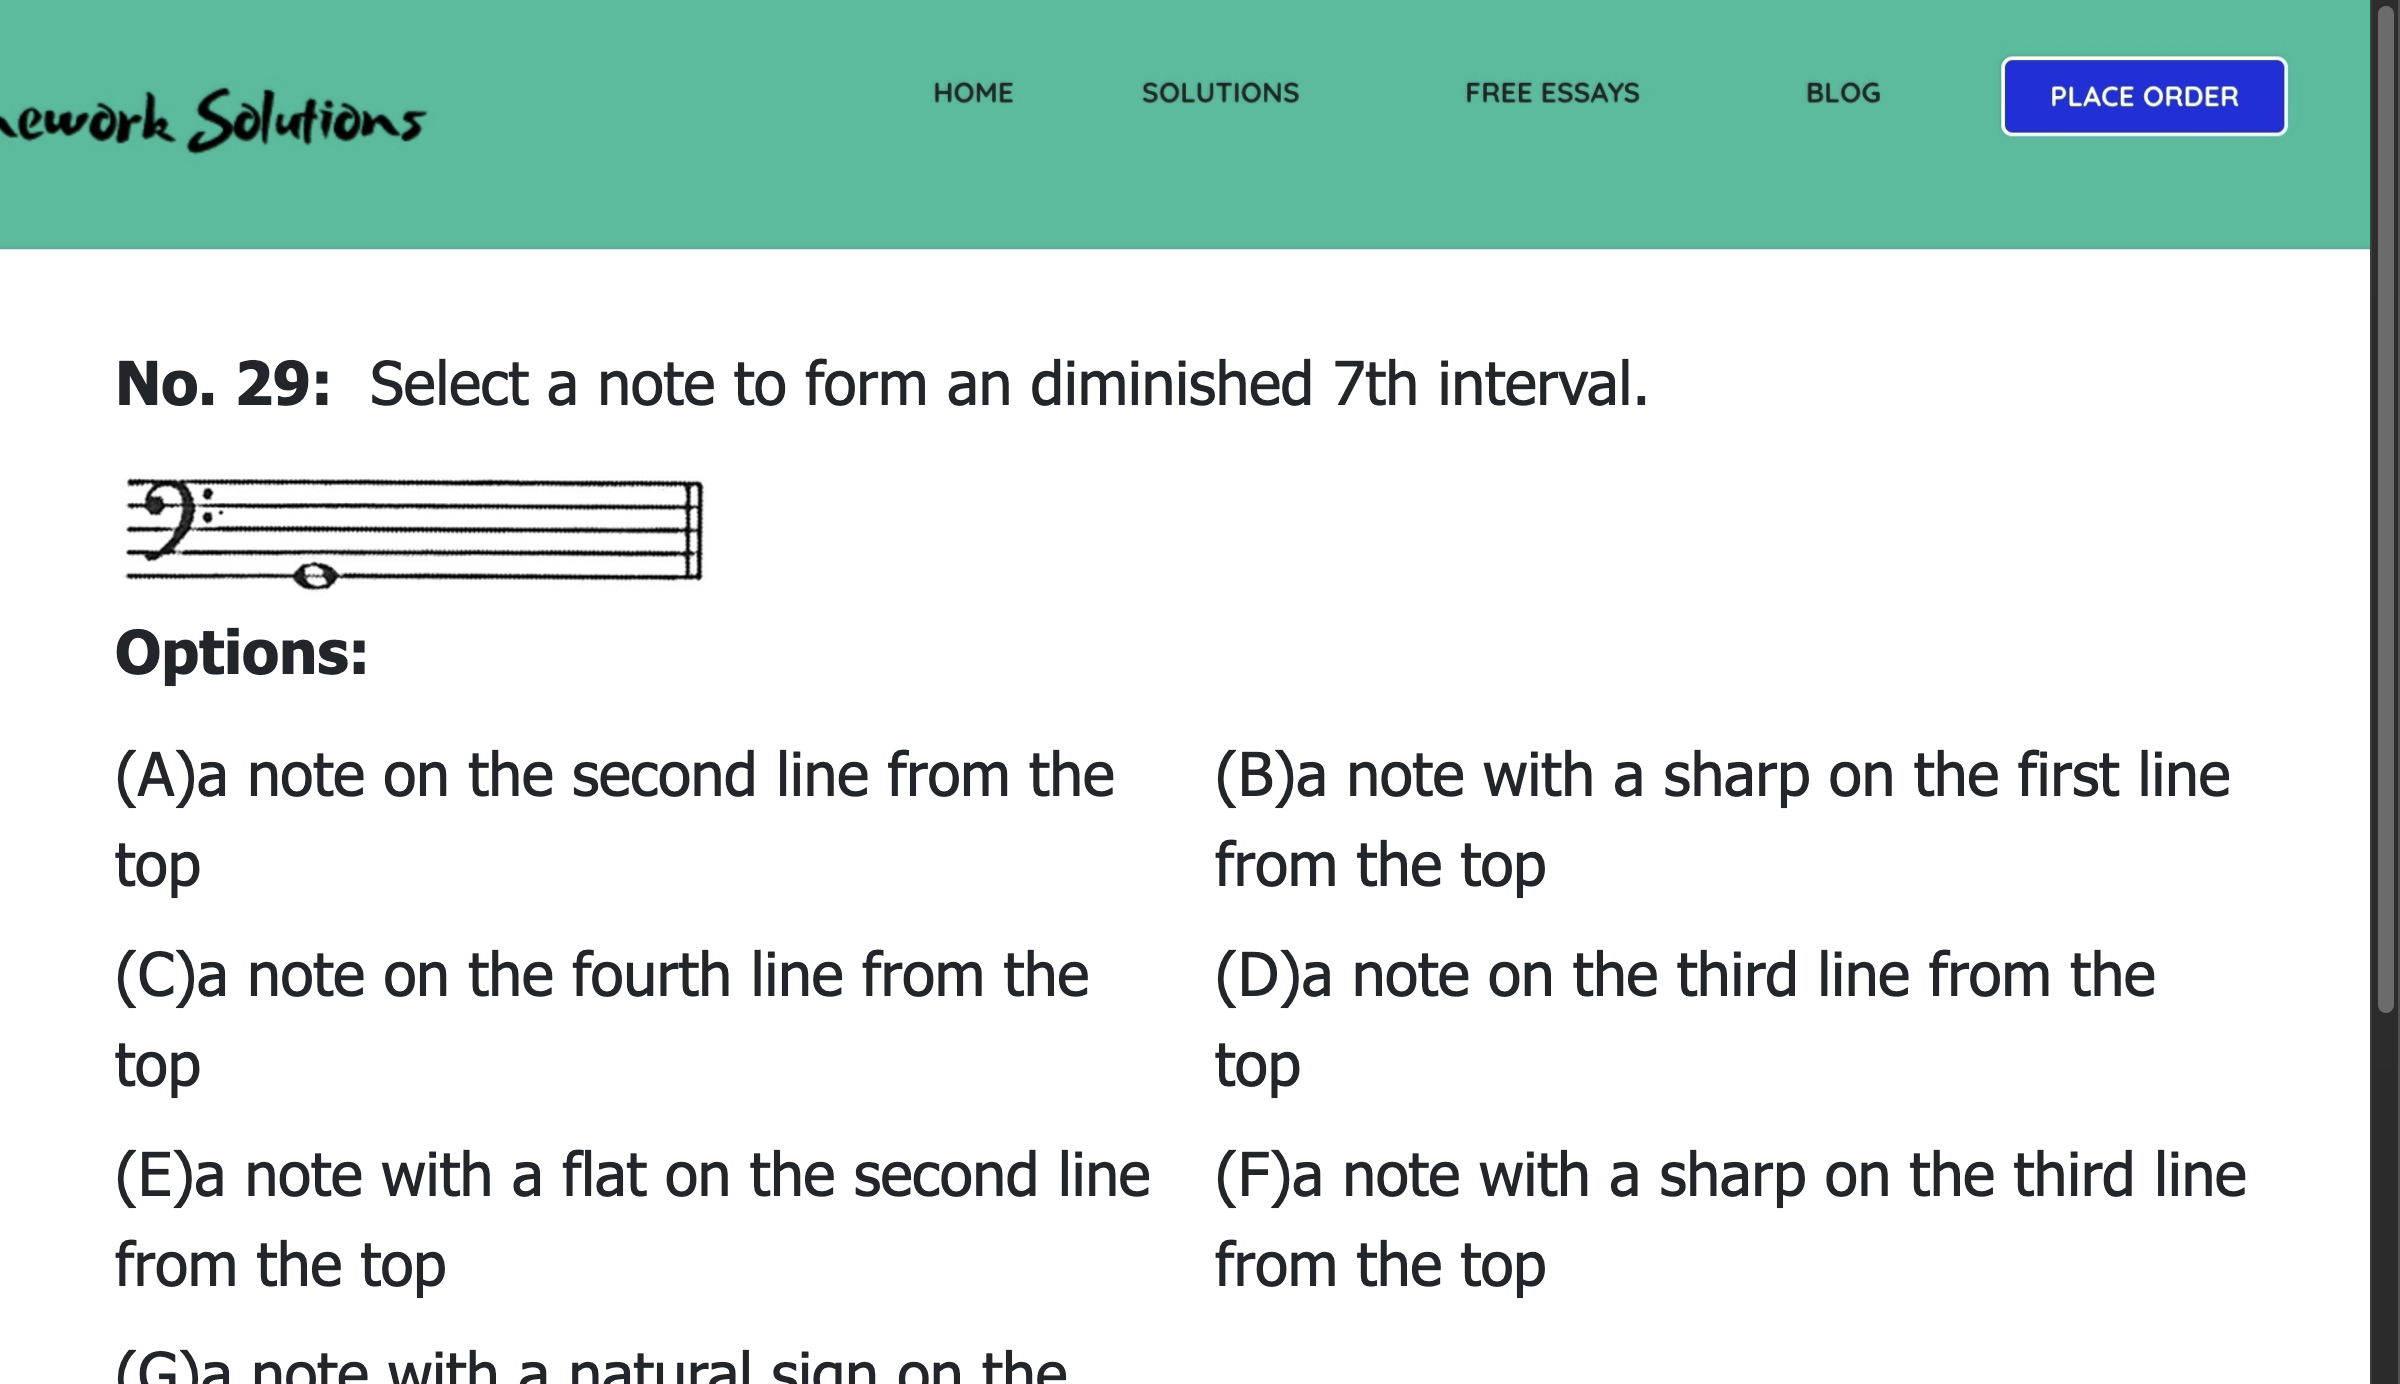 ework Solutions
HOME SOLUTIONS FREE ESSAYS BLOG PLACE ORDER
No. 29: Select a note to form an diminished 7th interval.
Options:
(A)a note on the second line from the
top
(B)a note with a sharp on the first line
from the top
(C)a note on the fourth line from the
top
(D)a note on the third line from the
top
(E)a note with a flat on the second line
from the top
(F)a note with a sharp on the third line
from the top
(G)a note with a natural sign on the